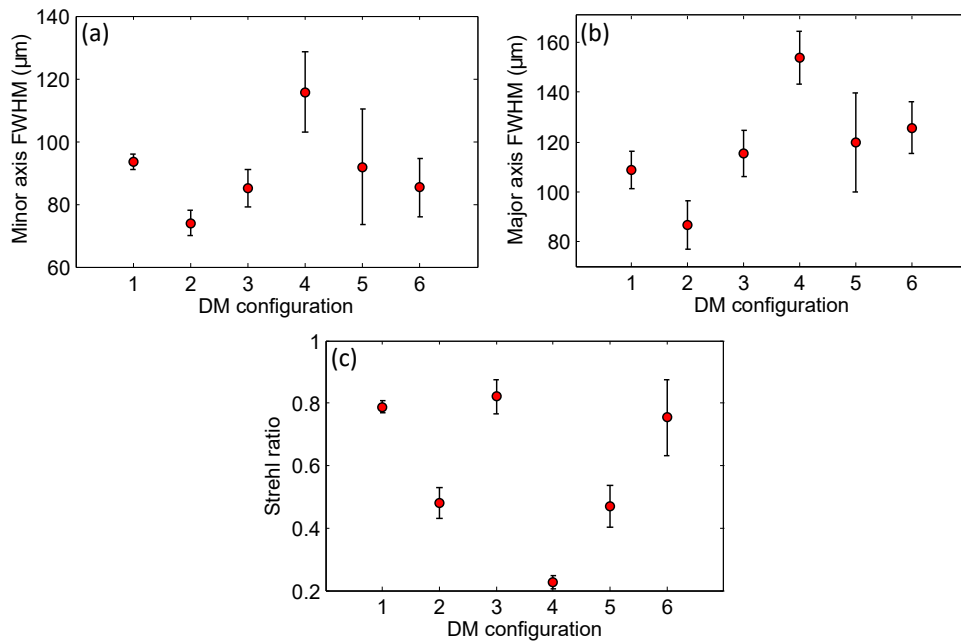 (a)
Minor axis FWHM (µm)
140
120
100
80
60
1 2 3 4 5 6
DM configuration
(b)
Major axis FWHM (µm)
160
140
120
100
80
1 2 3 4 5 6
DM configuration
(c)
Strehl ratio
1
0.8
0.6
0.4
0.2
1 2 3 4 5 6
DM configuration